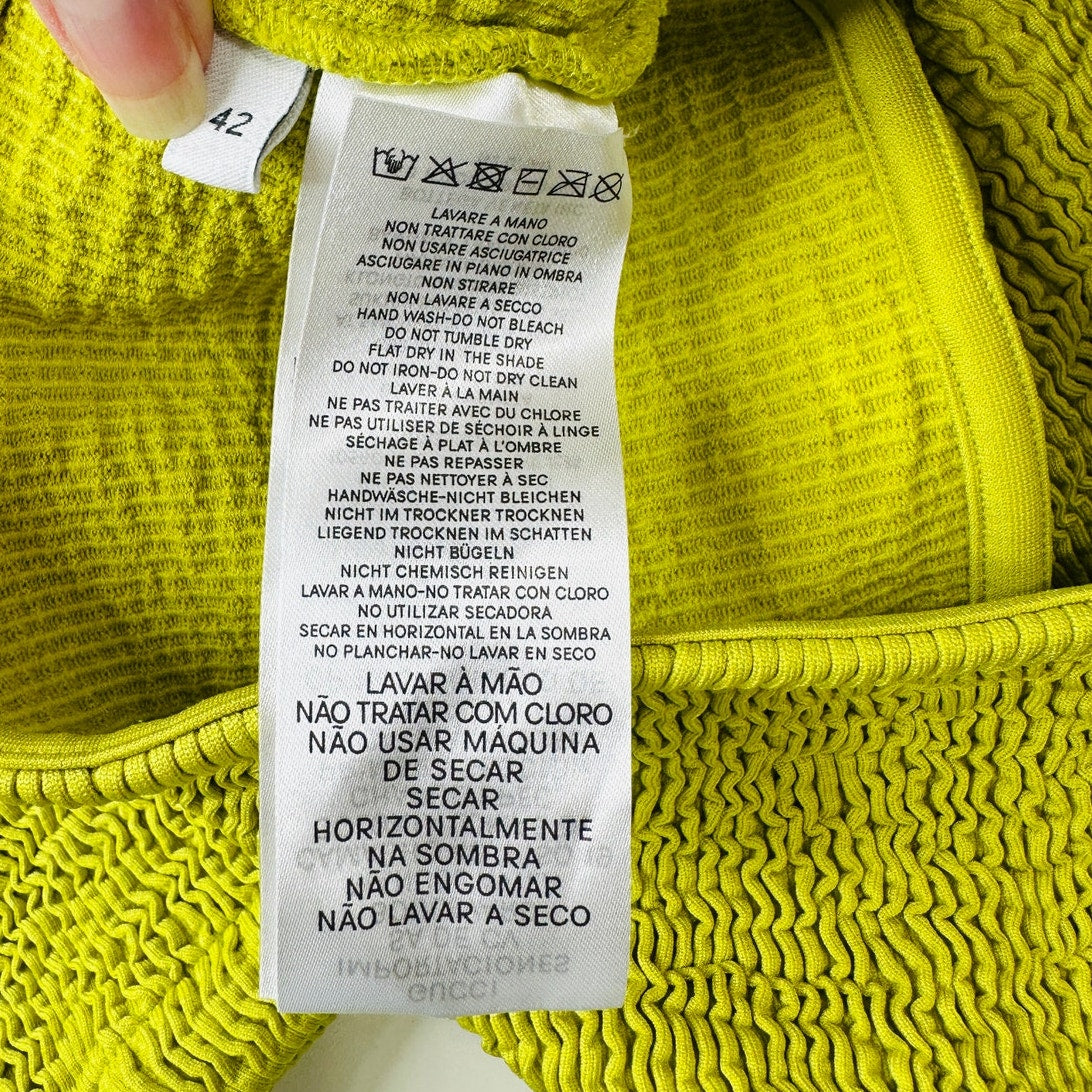 42
LAVARE A MANO
NON TRATTARE CON CLORO
NON USARE ASCIUGATRICE
ASCIUGARE IN PIANO IN OMBRA
NON STIRARE
NON LAVARE A SECCO
HAND WASH-DO NOT BLEACH
DO NOT TUMBLE DRY
FLAT DRY IN THE SHADE
DO NOT IRON-DO NOT DRY CLEAN
LAVER À LA MAIN
NE PAS TRAITER AVEC DU CHLORE
NE PAS UTILISER DE SÉCHOIR À LINGE
SÉCHAGE À PLAT À L'OMBRE
NE PAS REPASSER
NE PAS NETTOYER À SEC
HANDWÄSCHE-NICHT BLEICHEN
NICHT IM TROCKNER TROCKNEN
LIEGEND TROCKNEN IM SCHATTEN
NICHT BÜGELN
NICHT CHEMISCH REINIGEN
LAVAR A MANO-NO TRATAR CON CLORO
NO UTILIZAR SECADORA
SECAR EN HORIZONTAL EN LA SOMBRA
NO PLANCHAR-NO LAVAR EN SECO
LAVAR À MÃO
NÃO TRATAR COM CLORO
NÃO USAR MÁQUINA
DE SECAR
SECAR
HORIZONTALMENTE
NA SOMBRA
NÃO ENGOMAR
NÃO LAVAR A SECO
SA DE CV
IMPORTACIONES
GUCCI